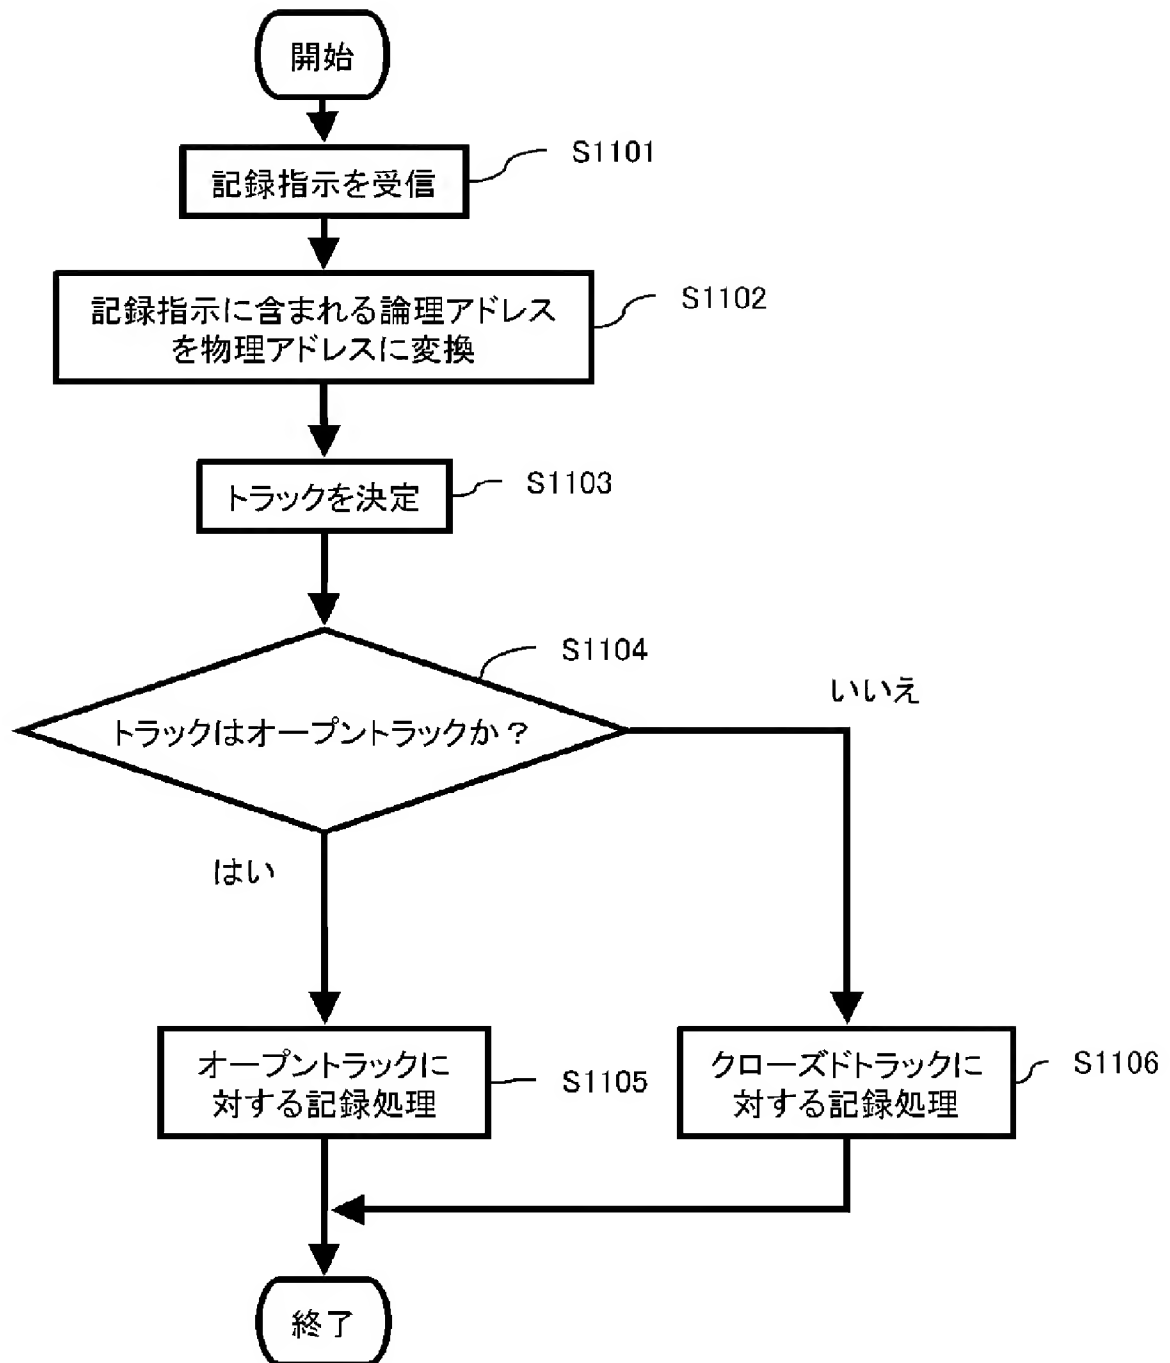 開始
記録指示を受信
S1101
記録指示に含まれる論理アドレス
を物理アドレスに変換
S1102
トラックを決定
S1103
トラックはオープントラックか？
S1104
いいえ
はい
オープントラックに
対する記録処理
S1105
クローズドトラックに
対する記録処理
S1106
終了